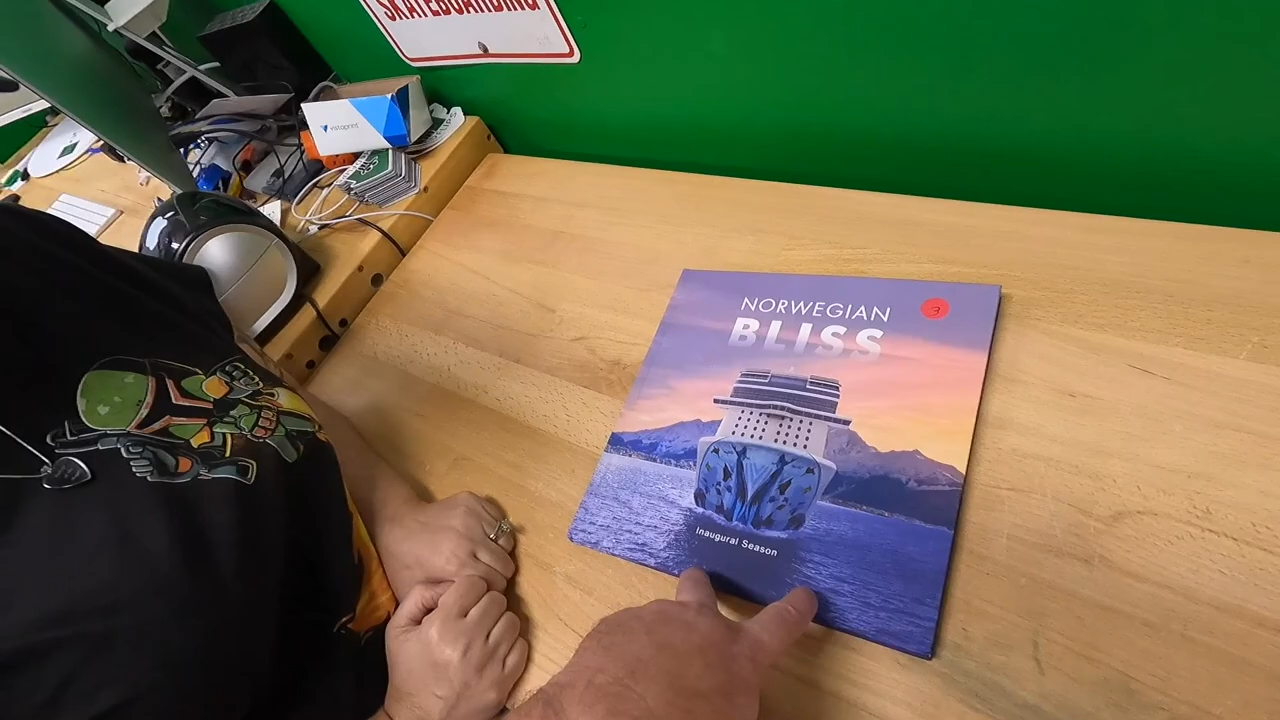 SKATEBOARDING
vistaprint
NORWEGIAN
BLISS
3
Inaugural Season